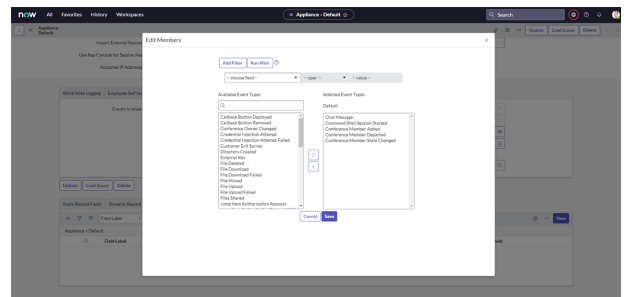 now All Favorites History Workspaces Appliance - Default ☆ Search
Appliance
Default
Update Load Issues Delete
Import External Session
Use Rep Console for Session Key
Accepted IP Addresses
Edit Members ×
Add Filter Run filter
-- choose field -- -- oper -- -- value --
Available Event Types Selected Event Types
Default
Callback Button Deployed
Callback Button Removed
Conference Owner Changed
Credential Injection Attempt
Credential Injection Attempt Failed
Customer Exit Survey
Directory Created
External Key
File Deleted
File Download
File Download Failed
File Moved
File Upload
File Upload Failed
Files Shared
Jump Item Authorization Request
Chat Message
Command Shell Session Started
Conference Member Added
Conference Member Departed
Conference Member State Changed
Cancel Save
Work Note Logging Employee Self Se
Events to Impo
Update Load Issues Delete
Static Record Fields Dynamic Record
Field Label New
Appliance = Default
Field Label